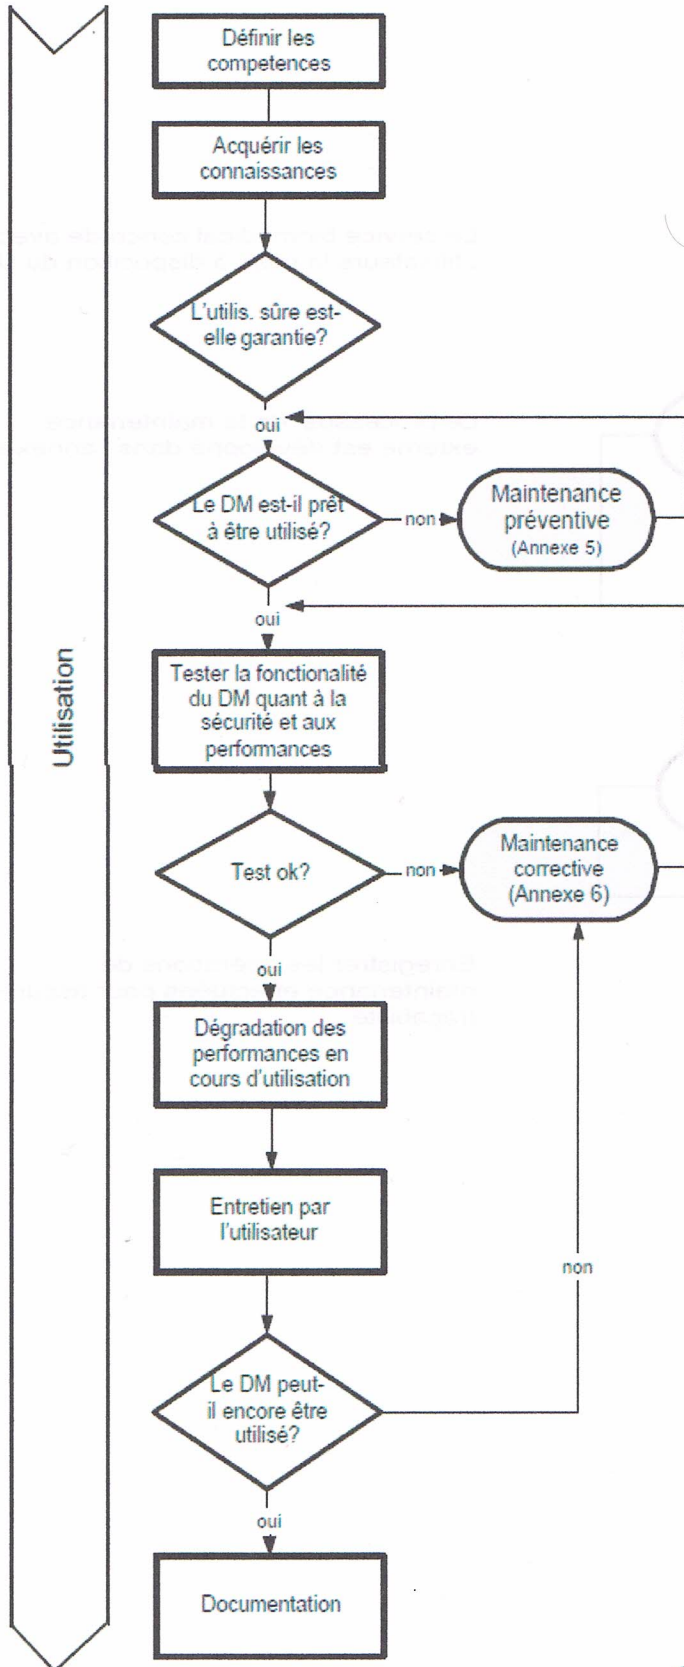 Définir les
competences
Acquérir les
connaissances
L'utilis. sûre est-
elle garantie?
oui
Le DM est-il prêt
à être utilisé?
non
Maintenance
préventive
(Annexe 5)
oui
Utilisation
Tester la fonctionalité
du DM quant à la
sécurité et aux
performances
Test ok?
non
Maintenance
corrective
(Annexe 6)
oui
Dégradation des
performances en
cours d'utilisation
Entretien par
l'utilisateur
non
Le DM peut-
il encore être
utilisé?
oui
Documentation